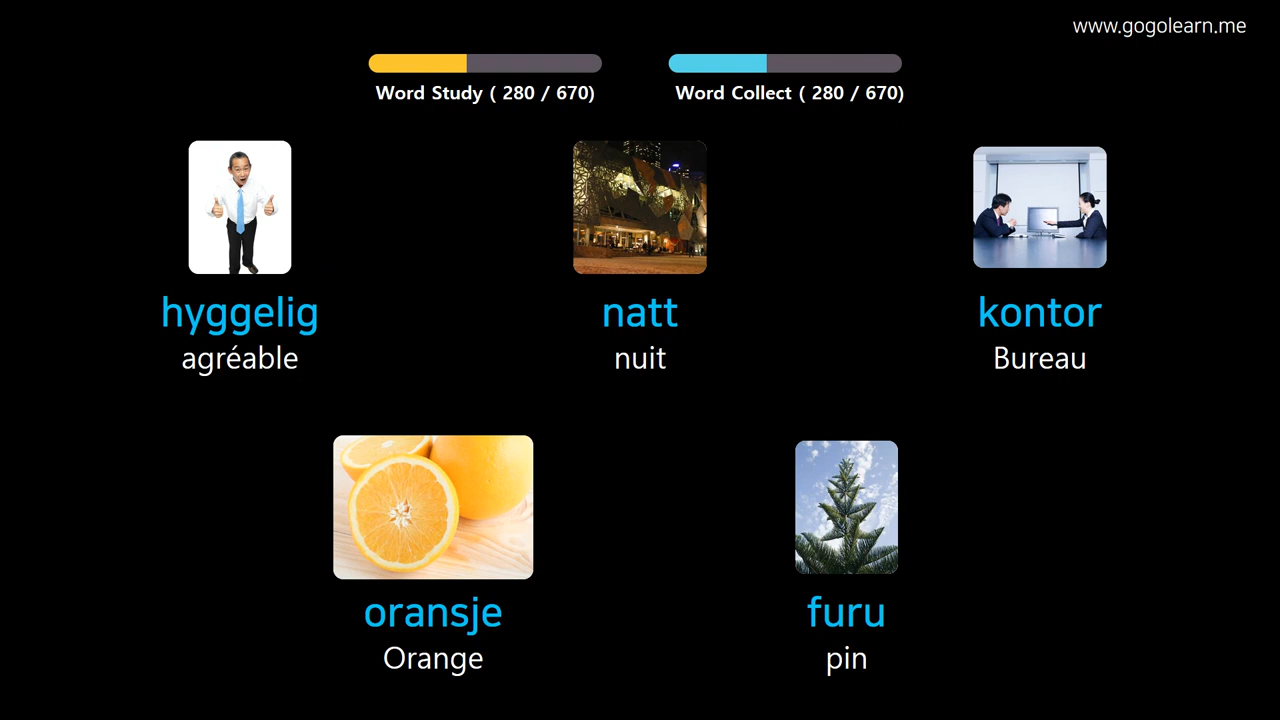 www.gogolearn.me
Word Study ( 280 / 670)
Word Collect ( 280 / 670)
hyggelig
agréable
natt
nuit
kontor
Bureau
oransje
Orange
furu
pin